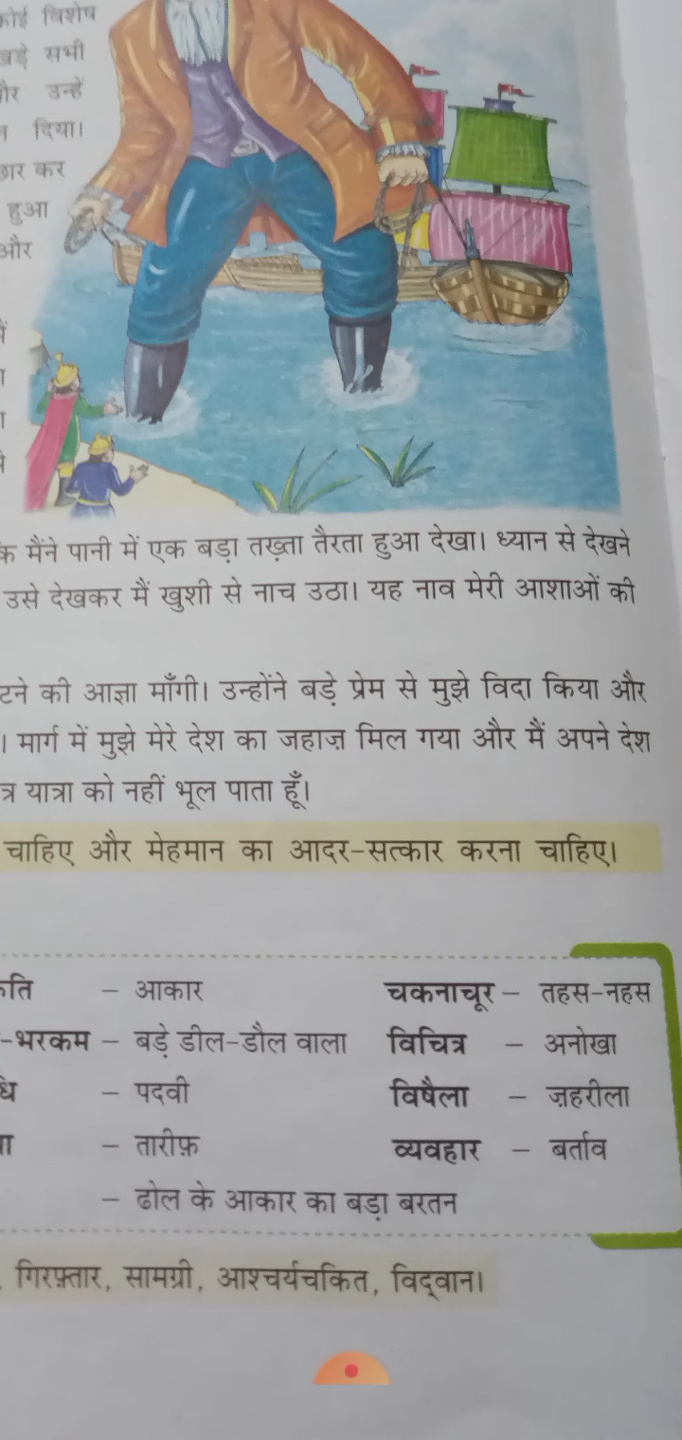 कोई विशेष
खड़े सभी
और उन्हें
दिया।
कर
हुआ
और
मैंने पानी में एक बड़ा तख़्ता तैरता हुआ देखा। ध्यान से देखने
उसे देखकर मैं खुशी से नाच उठा। यह नाव मेरी आशाओं की
की आज्ञा माँगी। उन्होंने बड़े प्रेम से मुझे विदा किया और
। मार्ग में मुझे मेरे देश का जहाज़ मिल गया और मैं अपने देश
यात्रा को नहीं भूल पाता हूँ।
चाहिए और मेहमान का आदर-सत्कार करना चाहिए।
– आकार चकनाचूर – तहस-नहस
-भरकम – बड़े डील-डौल वाला विचित्र – अनोखा
– पदवी विषैला – ज़हरीला
– तारीफ़ व्यवहार – बर्ताव
– ढोल के आकार का बड़ा बरतन
, गिरफ़्तार, सामग्री, आश्चर्यचकित, विद्वान।